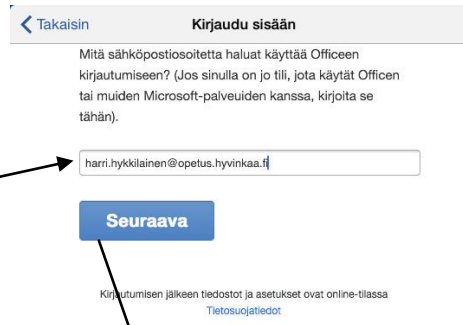 Takaisin
Kirjaudu sisään
Mitä sähköpostiosoitetta haluat käyttää Officeen
kirjautumiseen? (Jos sinulla on jo tili, jota käytät Officen
tai muiden Microsoft-palveuiden kanssa, kirjoita se
tähän).
harri.hykkilainen@opetus.hyvinkaa.fi
Seuraava
Kirjautumisen jälkeen tiedostot ja asetukset ovat online-tilassa
Tietosuojatiedot